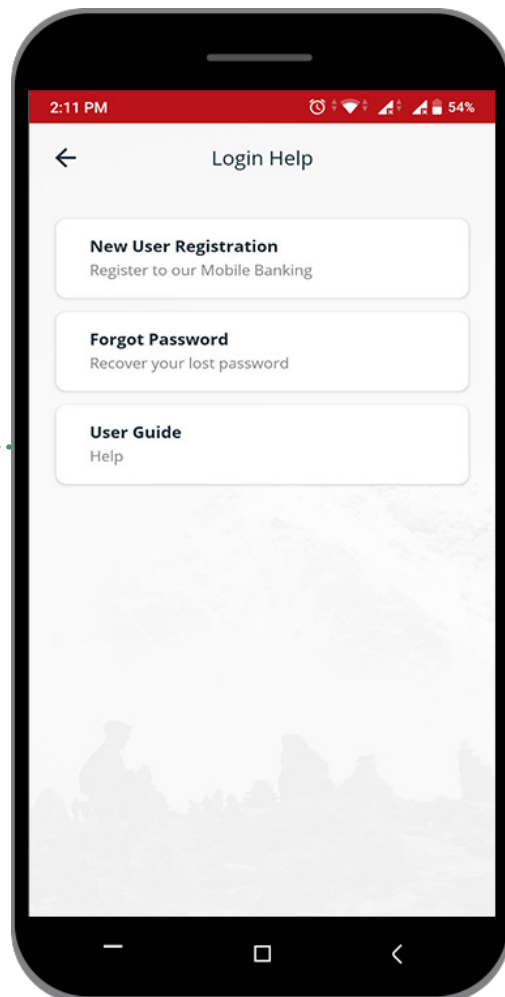 2:11 PM 54%
Login Help
New User Registration
Register to our Mobile Banking
Forgot Password
Recover your lost password
User Guide
Help